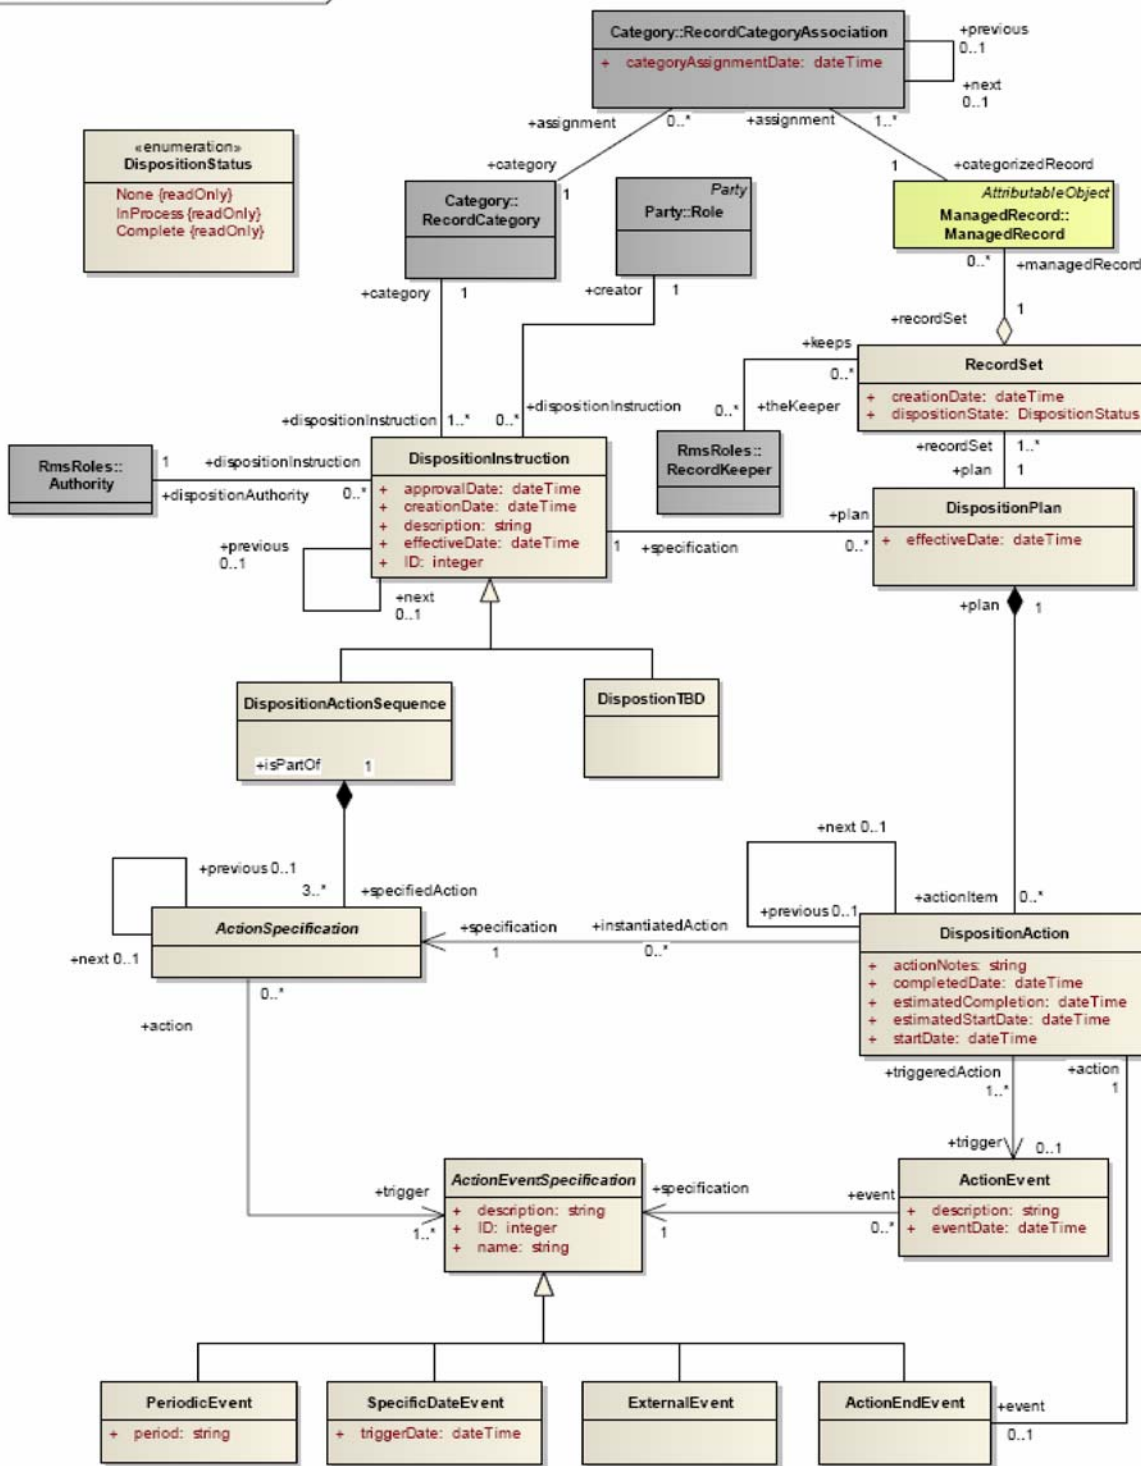 Category::RecordCategoryAssociation
+ categoryAssignmentDate: dateTime
+previous
0..1
+next
0..1
+assignment
0..*
+assignment
1..*
«enumeration»
DispositionStatus
None {readOnly}
InProcess {readOnly}
Complete {readOnly}
+category
1
1
+categorizedRecord
Category::
RecordCategory
Party
Party::Role
AttributableObject
ManagedRecord::
ManagedRecord
+category
1
+creator
1
0..*
+managedRecord
+recordSet
1
+keeps
0..*
RecordSet
+ creationDate: dateTime
+ dispositionState: DispositionStatus
+theKeeper
0..*
+dispositionInstruction
1..*
0..*
+dispositionInstruction
RmsRoles::
RecordKeeper
+recordSet
1..*
+plan
1
RmsRoles::
Authority
1
+dispositionInstruction
+dispositionAuthority
0..*
DispositionInstruction
+ approvalDate: dateTime
+ creationDate: dateTime
+ description: string
+ effectiveDate: dateTime
+ ID: integer
DispositionPlan
+ effectiveDate: dateTime
+plan
0..*
1
+specification
+previous
0..1
+next
0..1
+plan
1
DispositionActionSequence
DispostionTBD
+isPartOf
1
+next 0..1
+previous 0..1
3..*
+specifiedAction
+previous 0..1
+actionItem
0..*
ActionSpecification
+next 0..1
+specification
1
+instantiatedAction
0..*
DispositionAction
+ actionNotes: string
+ completedDate: dateTime
+ estimatedCompletion: dateTime
+ estimatedStartDate: dateTime
+ startDate: dateTime
0..*
+action
+triggeredAction
1..*
+action
1
+trigger
0..1
+trigger
1..*
ActionEventSpecification
+ description: string
+ ID: integer
+ name: string
+specification
1
+event
0..*
ActionEvent
+ description: string
+ eventDate: dateTime
PeriodicEvent
+ period: string
SpecificDateEvent
+ triggerDate: dateTime
ExternalEvent
ActionEndEvent
+event
0..1